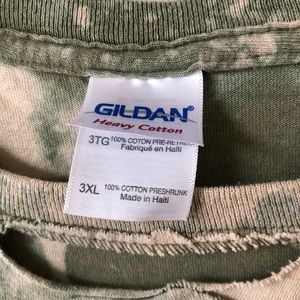 GILDAN®
Heavy Cotton
3TG 100% COTON PRE-RETRECI
Fabriqué en Haïti
3XL 100% COTTON PRESHRUNK
Made in Haiti